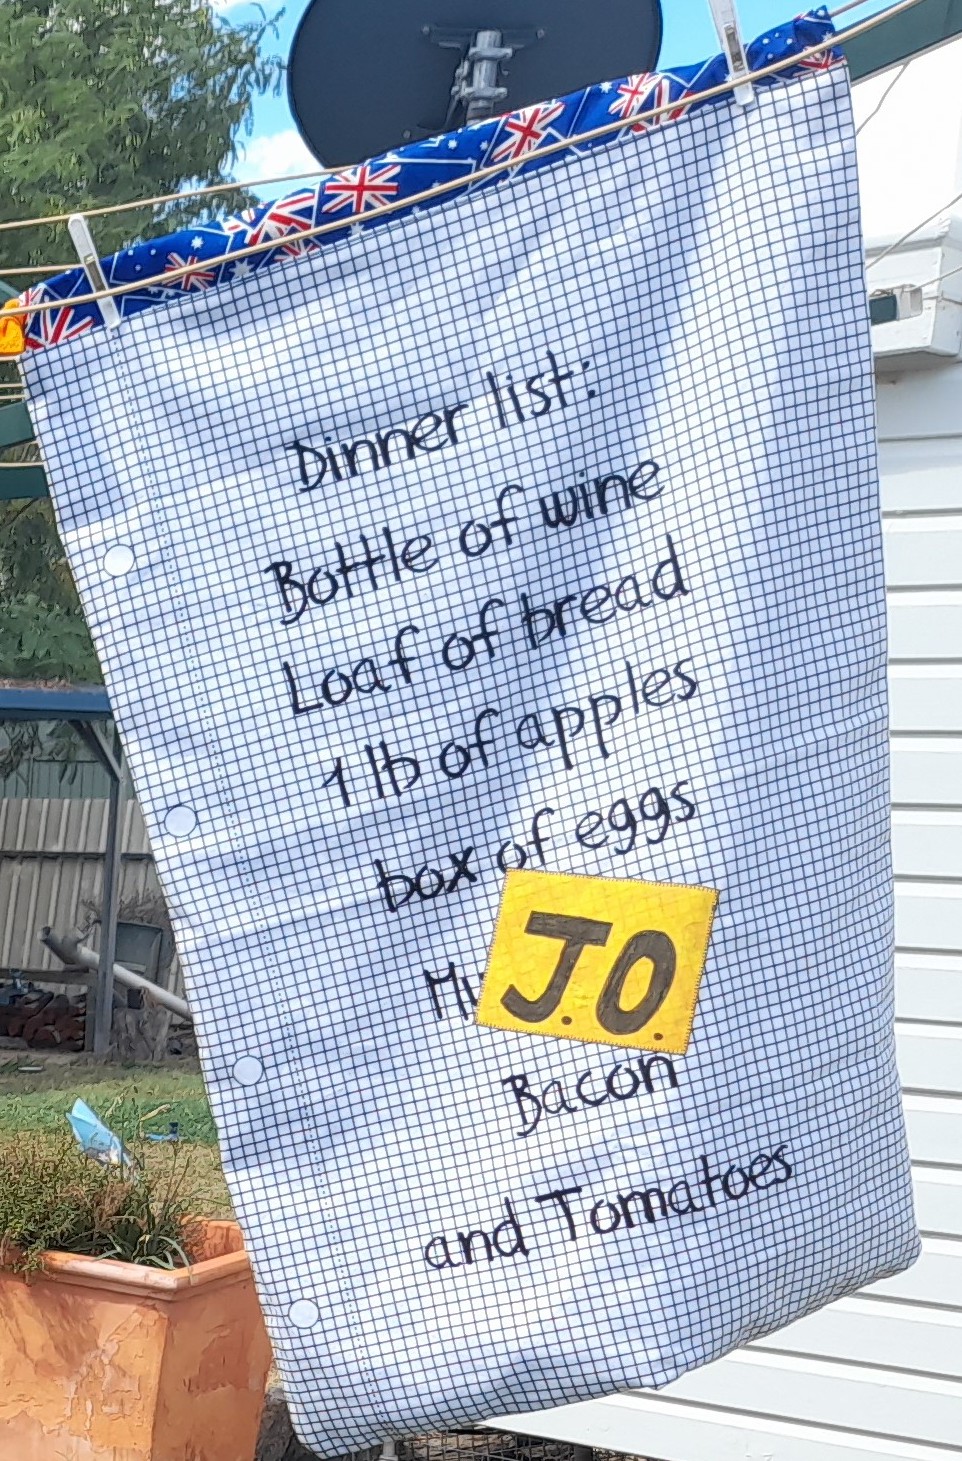 Dinner list:
Bottle of wine
Loaf of bread
1 lb of apples
box of eggs
J.O.
Bacon
and Tomatoes